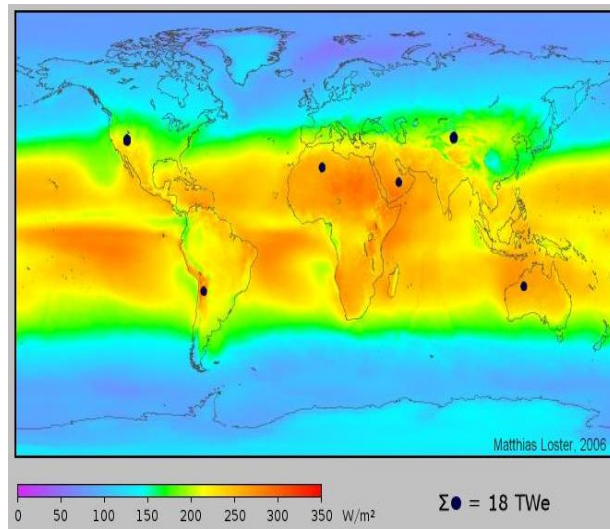 Matthias Loster, 2006
0 50 100 150 200 250 300 350 W/m²
Σ● = 18 TWe